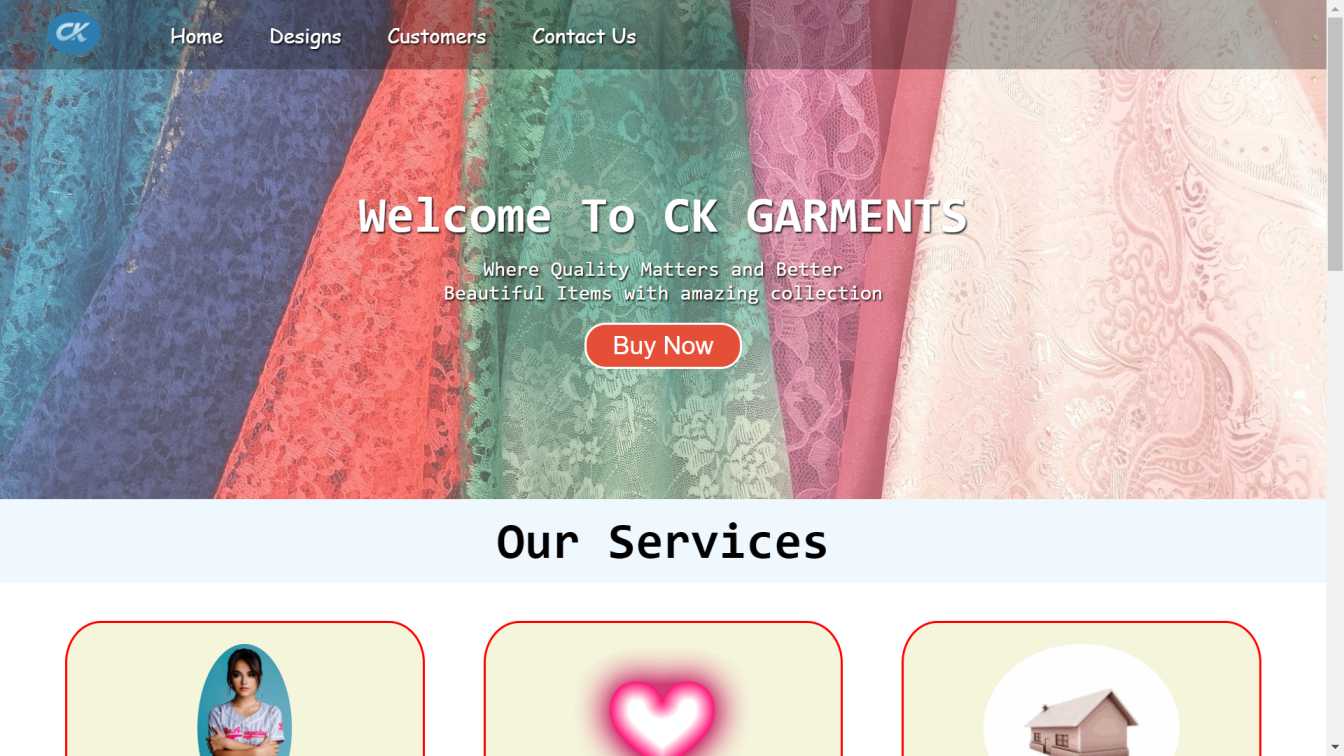 CK
Home
Designs
Customers
Contact Us
Welcome To CK GARMENTS
Where Quality Matters and Better
Beautiful Items with amazing collection
Buy Now
Our Services